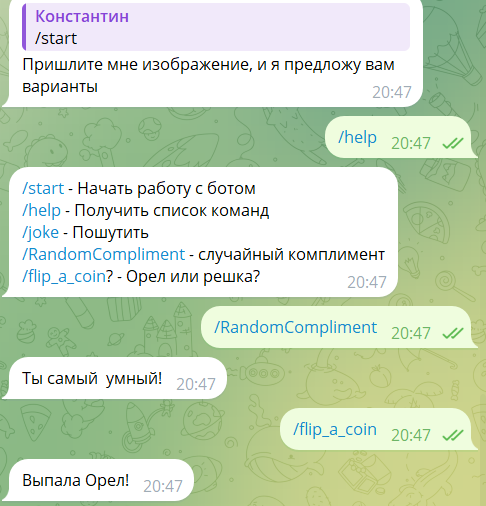 Константин
/start
Пришлите мне изображение, и я предложу вам
варианты
20:47
/help 20:47
/start - Начать работу с ботом
/help - Получить список команд
/joke - Пошутить
/RandomCompliment - случайный комплимент
/flip_a_coin? - Орел или решка?
20:47
/RandomCompliment 20:47
Ты самый умный! 20:47
/flip_a_coin 20:47
Выпала Орел! 20:47